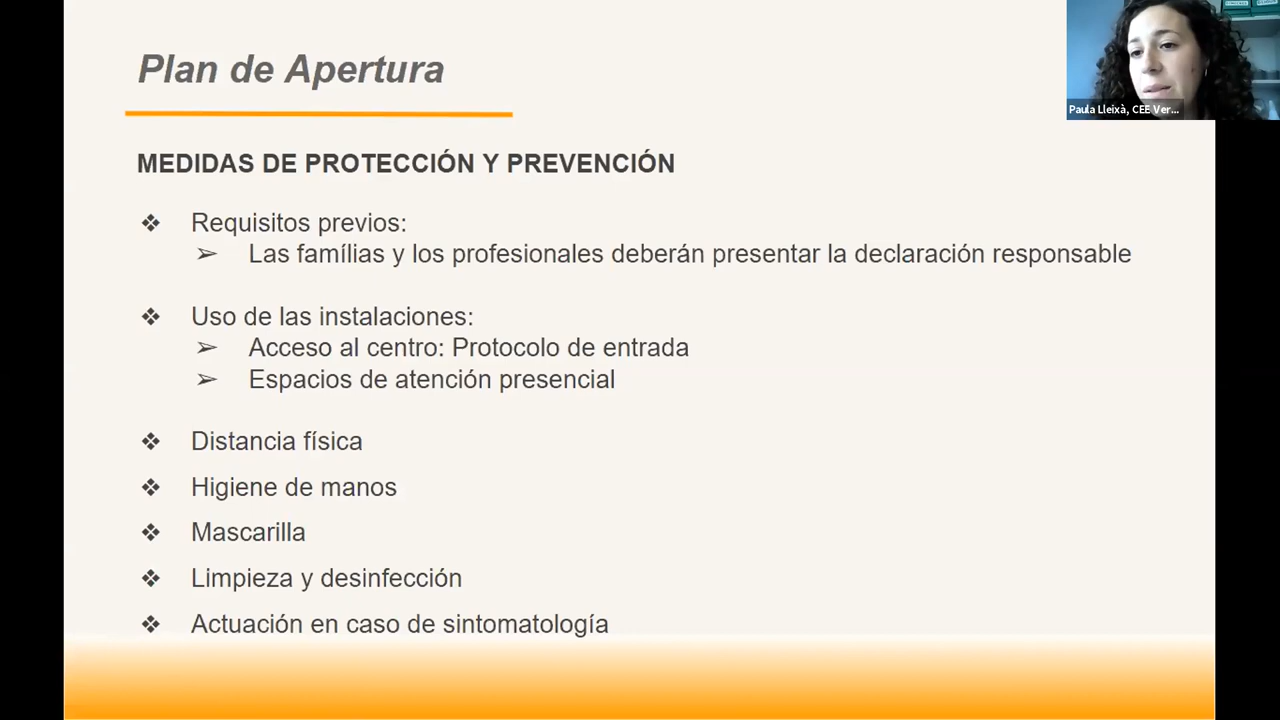 Plan de Apertura
Paula Lleixà, CEE Ver...
MEDIDAS DE PROTECCIÓN Y PREVENCIÓN
❖ Requisitos previos:
➢ Las famílias y los profesionales deberán presentar la declaración responsable
❖ Uso de las instalaciones:
➢ Acceso al centro: Protocolo de entrada
➢ Espacios de atención presencial
❖ Distancia física
❖ Higiene de manos
❖ Mascarilla
❖ Limpieza y desinfección
❖ Actuación en caso de sintomatología